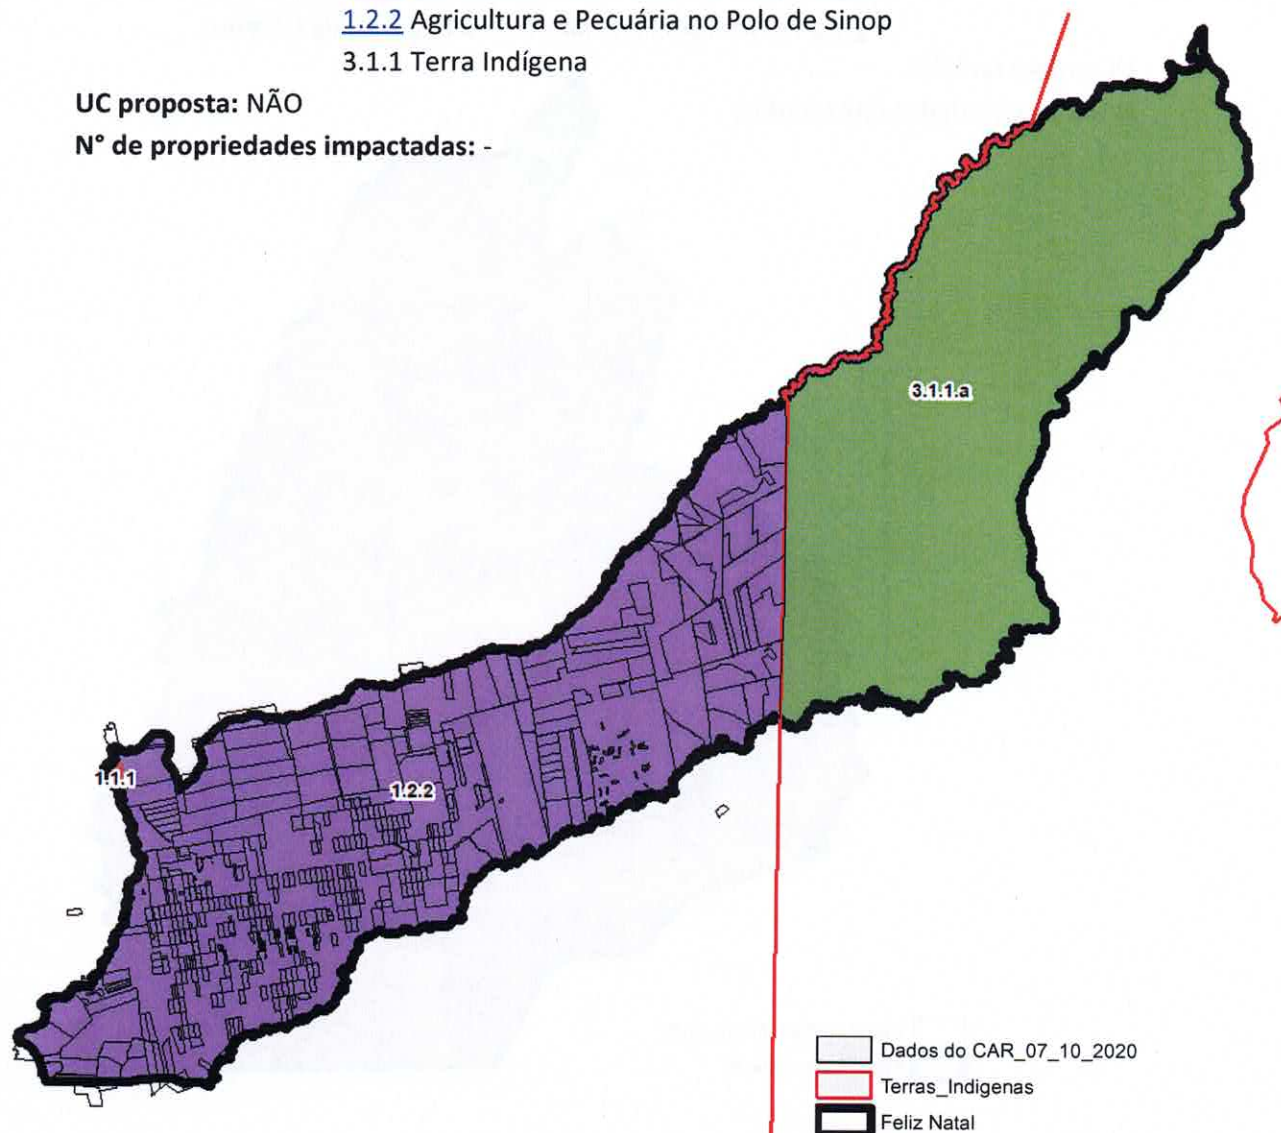 1.2.2 Agricultura e Pecuária no Polo de Sinop
3.1.1 Terra Indígena
UC proposta: NÃO
N° de propriedades impactadas: -
3.1.1.a
1.1.1
1.2.2
Dados do CAR_07_10_2020
Terras_Indigenas
Feliz Natal